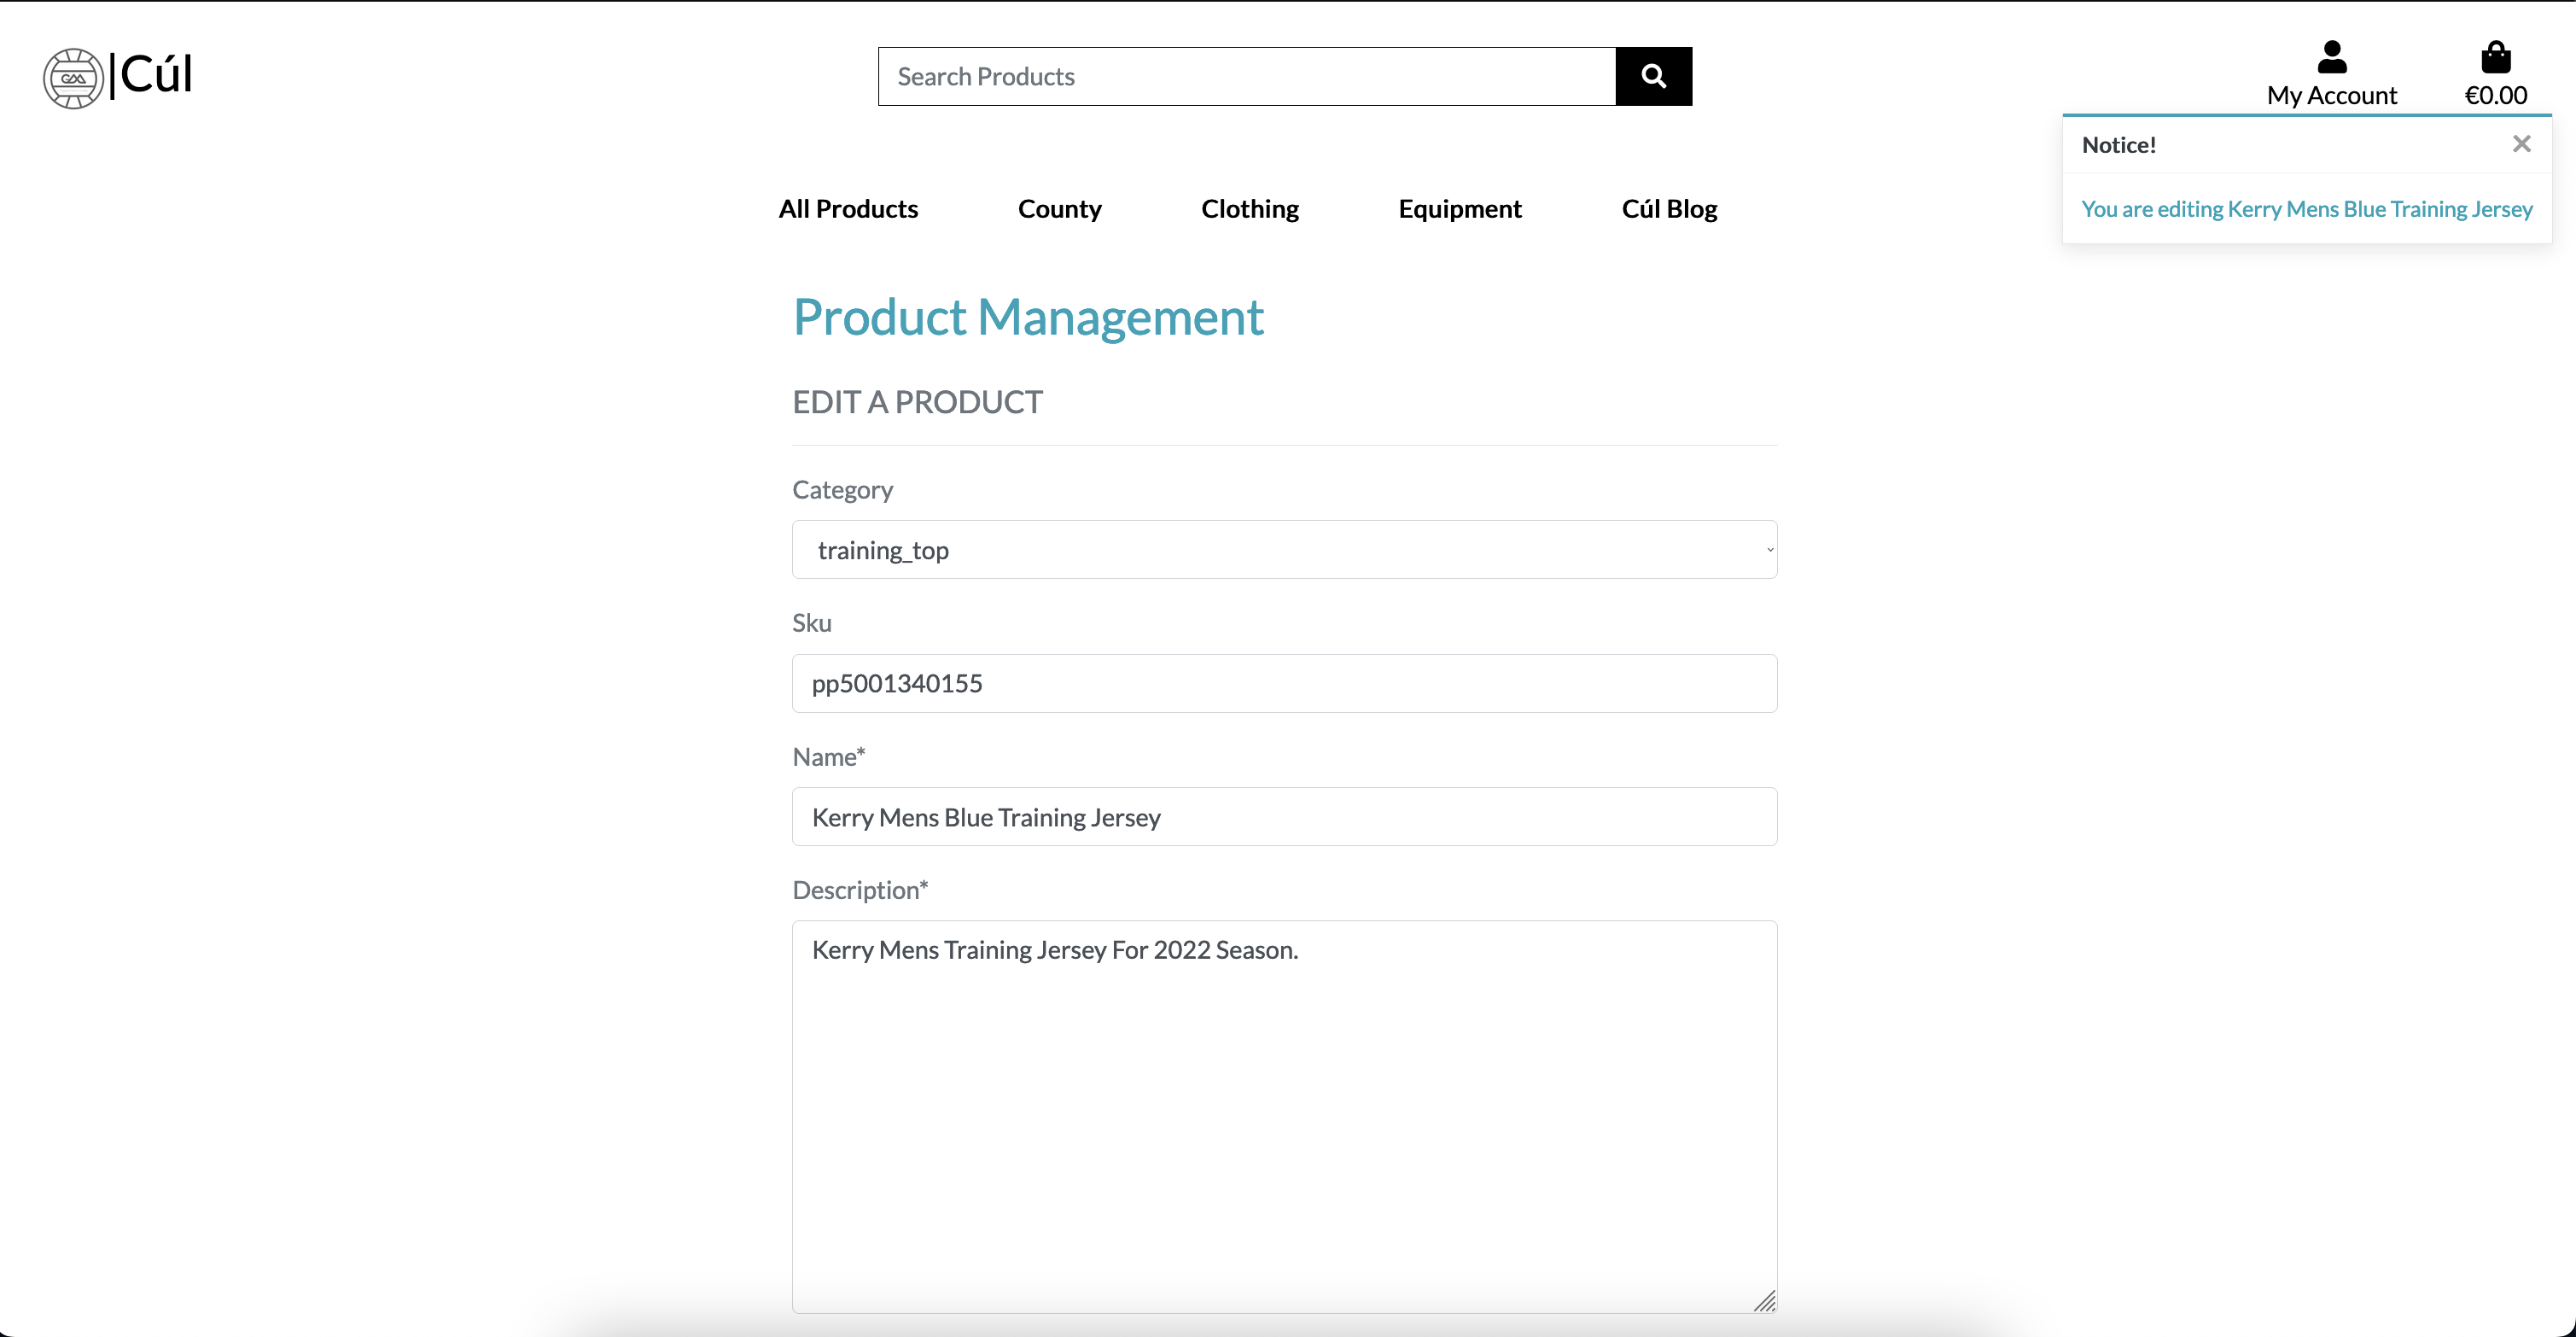 GAA
|Cúl
Search Products
My Account
€0.00
Notice!
You are editing Kerry Mens Blue Training Jersey
All Products
County
Clothing
Equipment
Cúl Blog
Product Management
EDIT A PRODUCT
Category
training_top
Sku
pp5001340155
Name*
Kerry Mens Blue Training Jersey
Description*
Kerry Mens Training Jersey For 2022 Season.